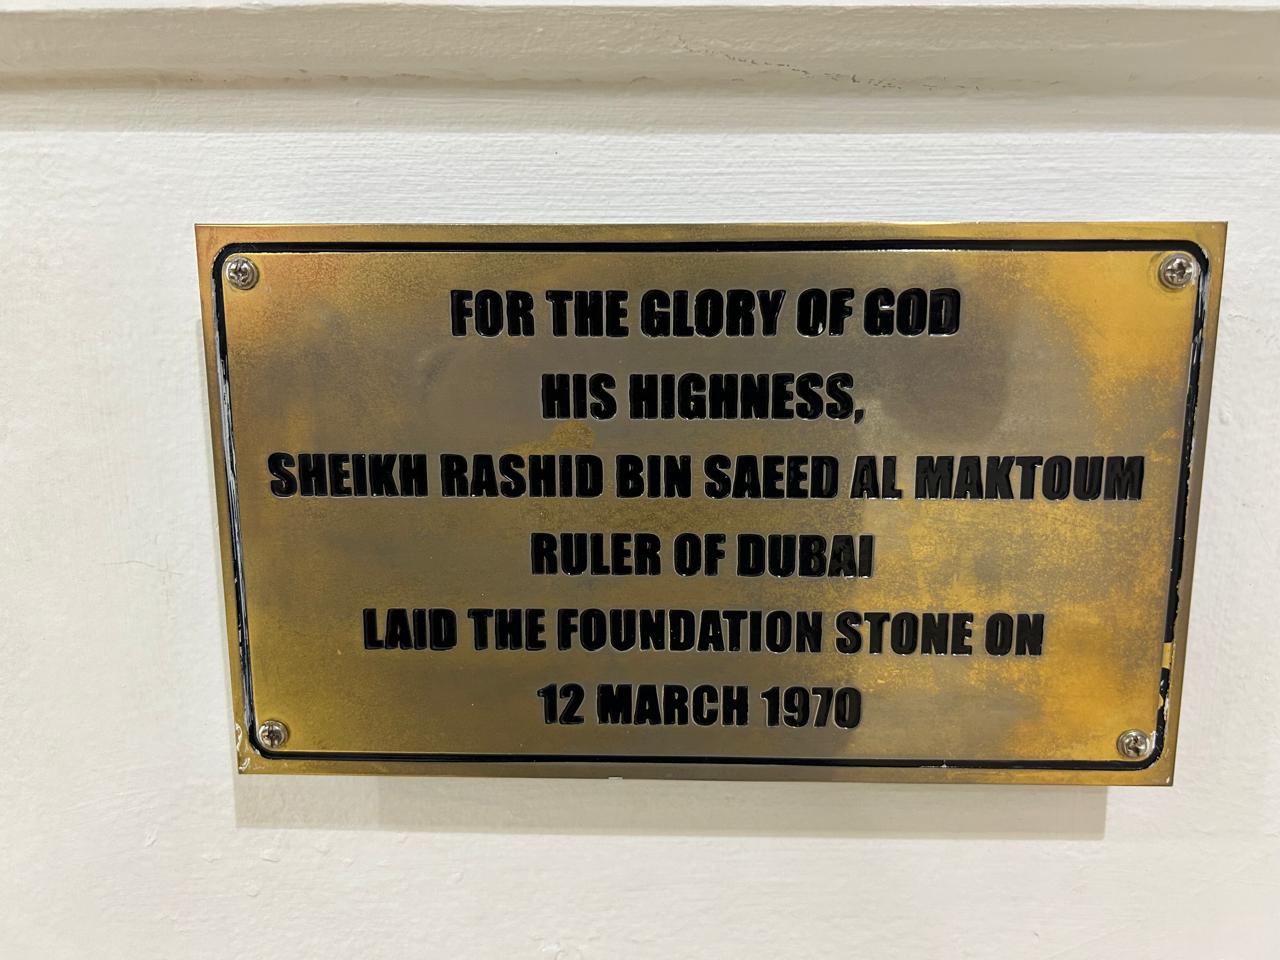 FOR THE GLORY OF GOD
HIS HIGHNESS,
SHEIKH RASHID BIN SAEED AL MAKTOUM
RULER OF DUBAI
LAID THE FOUNDATION STONE ON
12 MARCH 1970